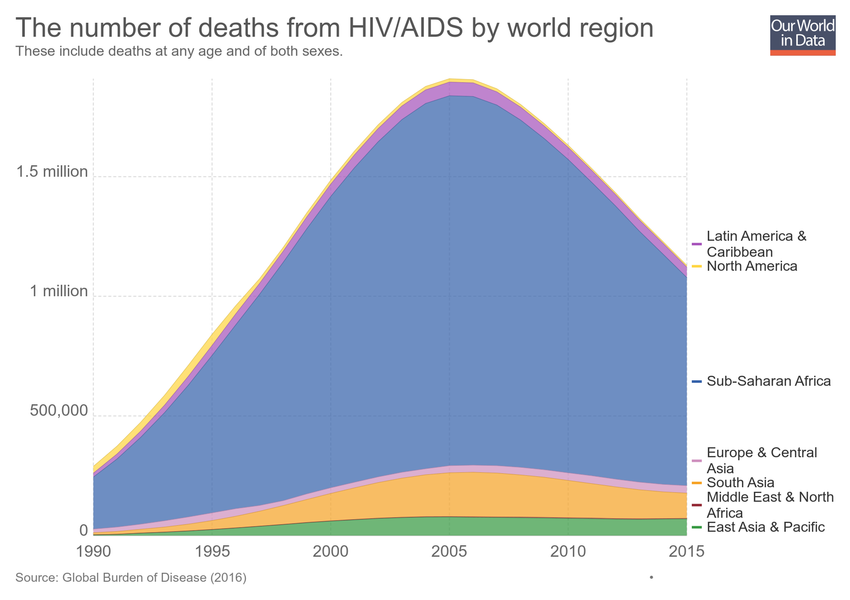 The number of deaths from HIV/AIDS by world region
These include deaths at any age and of both sexes.
Our World
in Data
1.5 million
1 million
500,000
0
1990
1995
2000
2005
2010
2015
Latin America &
Caribbean
North America
Sub-Saharan Africa
Europe & Central
Asia
South Asia
Middle East & North
Africa
East Asia & Pacific
Source: Global Burden of Disease (2016)